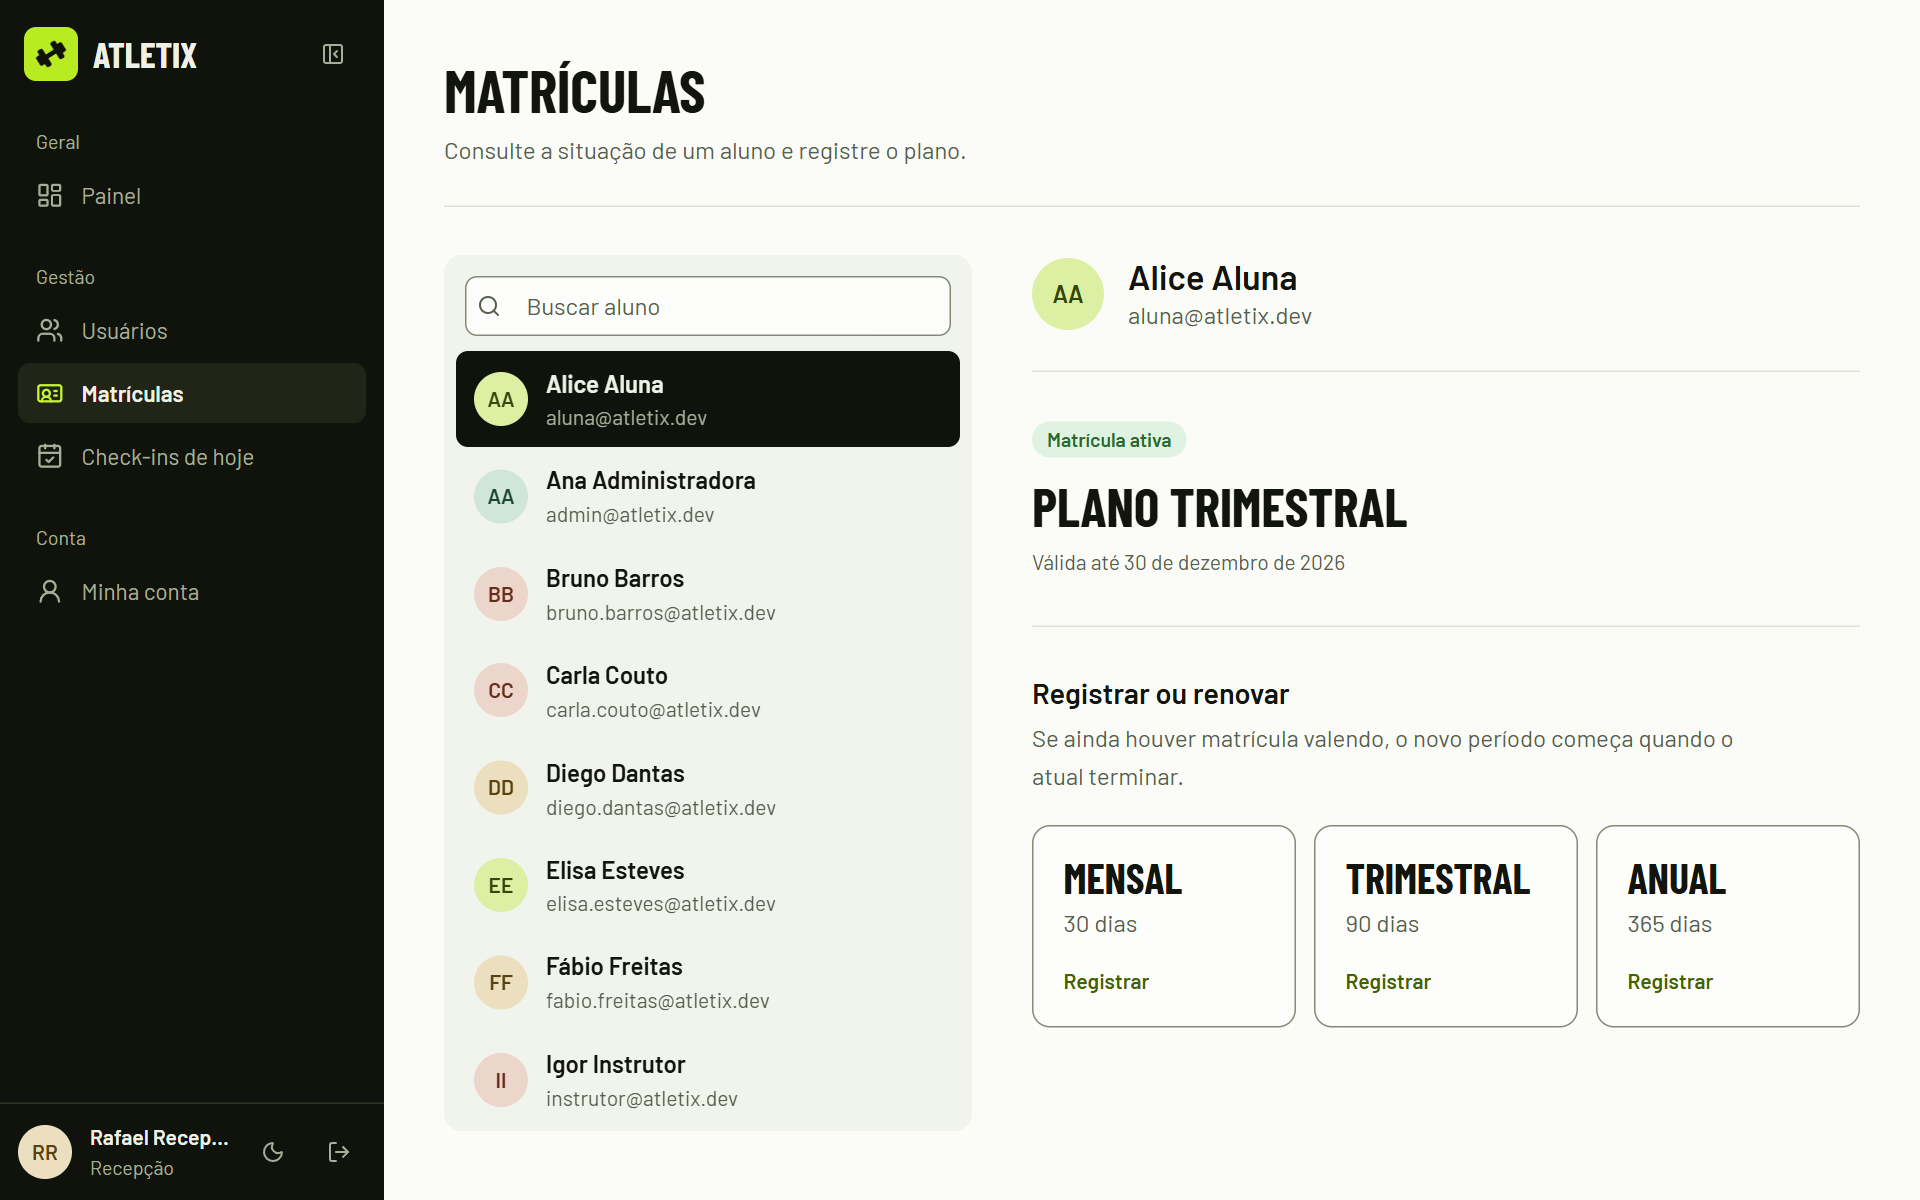 ATLETIX
Geral
Painel
Gestão
Usuários
Matrículas
Check-ins de hoje
Conta
Minha conta
RR
Rafael Recep...
Recepção
MATRÍCULAS
Consulte a situação de um aluno e registre o plano.
Buscar aluno
AA
Alice Aluna
aluna@atletix.dev
AA
Ana Administradora
admin@atletix.dev
BB
Bruno Barros
bruno.barros@atletix.dev
CC
Carla Couto
carla.couto@atletix.dev
DD
Diego Dantas
diego.dantas@atletix.dev
EE
Elisa Esteves
elisa.esteves@atletix.dev
FF
Fábio Freitas
fabio.freitas@atletix.dev
II
Igor Instrutor
instrutor@atletix.dev
AA
Alice Aluna
aluna@atletix.dev
Matrícula ativa
PLANO TRIMESTRAL
Válida até 30 de dezembro de 2026
Registrar ou renovar
Se ainda houver matrícula valendo, o novo período começa quando o
atual terminar.
MENSAL
30 dias
Registrar
TRIMESTRAL
90 dias
Registrar
ANUAL
365 dias
Registrar